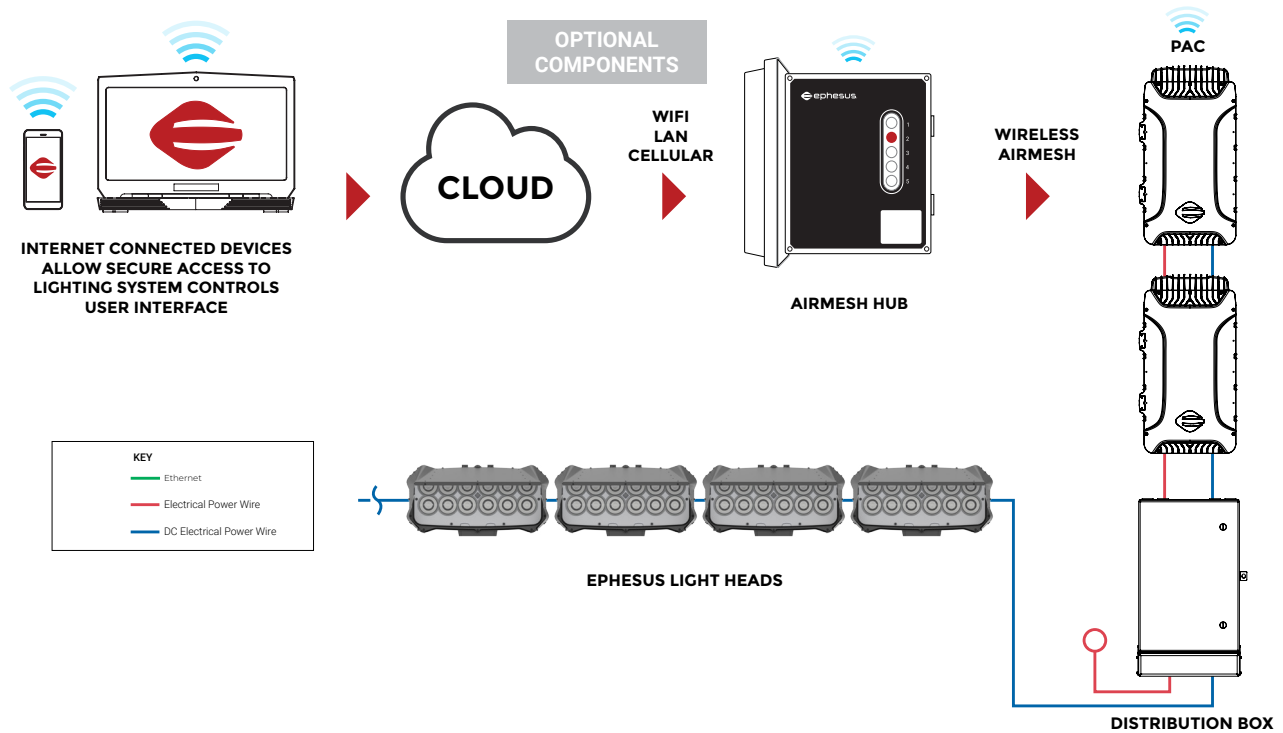 OPTIONAL
COMPONENTS
PAC
ephesus
1
2
3
4
5
WIFI
LAN
CELLULAR
WIRELESS
AIRMESH
CLOUD
INTERNET CONNECTED DEVICES
ALLOW SECURE ACCESS TO
LIGHTING SYSTEM CONTROLS
USER INTERFACE
AIRMESH HUB
KEY
Ethernet
Electrical Power Wire
DC Electrical Power Wire
EPHESUS LIGHT HEADS
DISTRIBUTION BOX